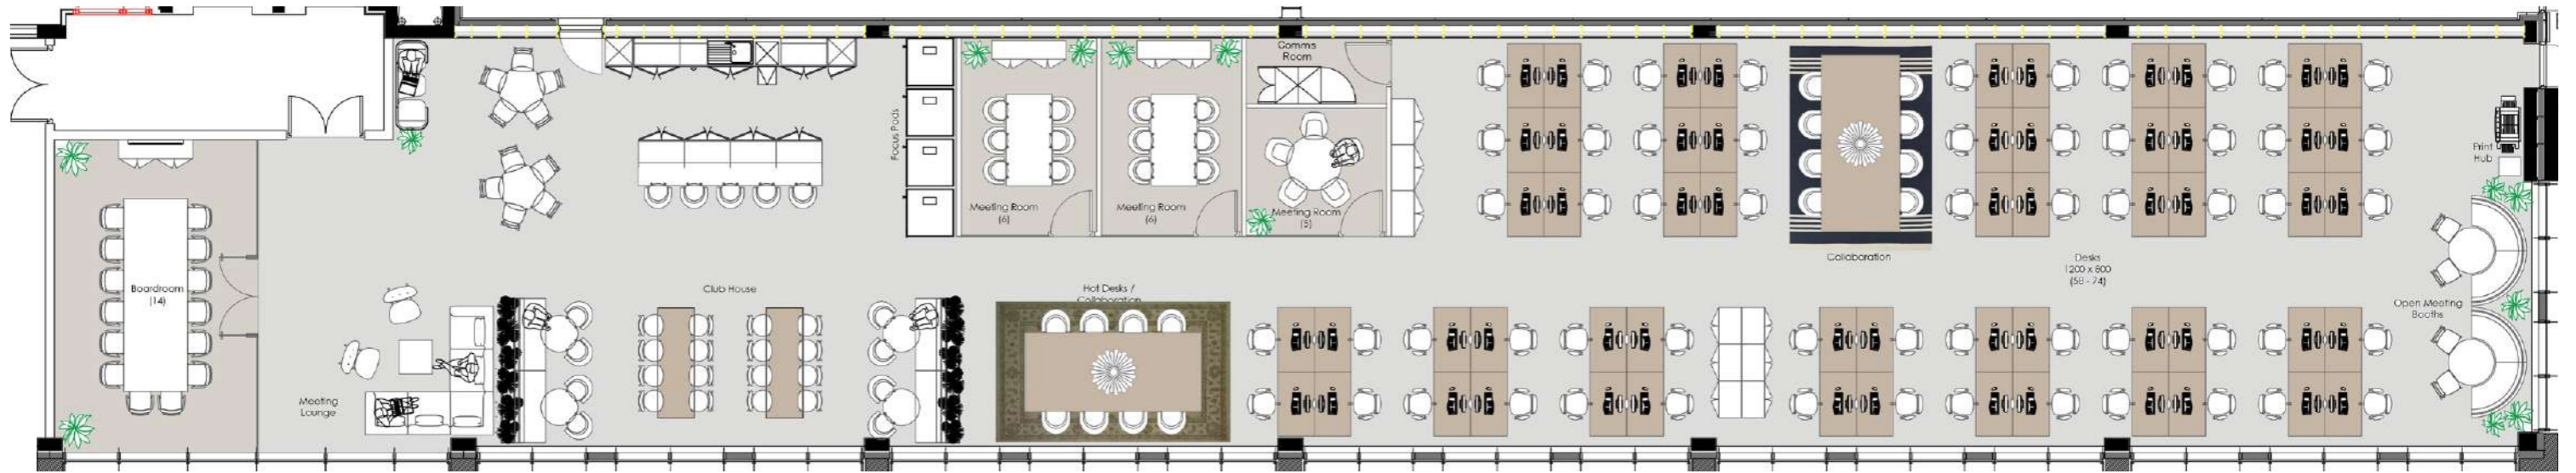 Comms
Room
Focus Pods
Meeting Room
(6)
Meeting Room
(6)
Meeting Room
(5)
Print
Hub
Collaboration
Desks
1200 x 800
(58 - 74)
Boardroom
(14)
Club House
Hot Desks /
Collaboration
Open Meeting
Booths
Meeting
Lounge